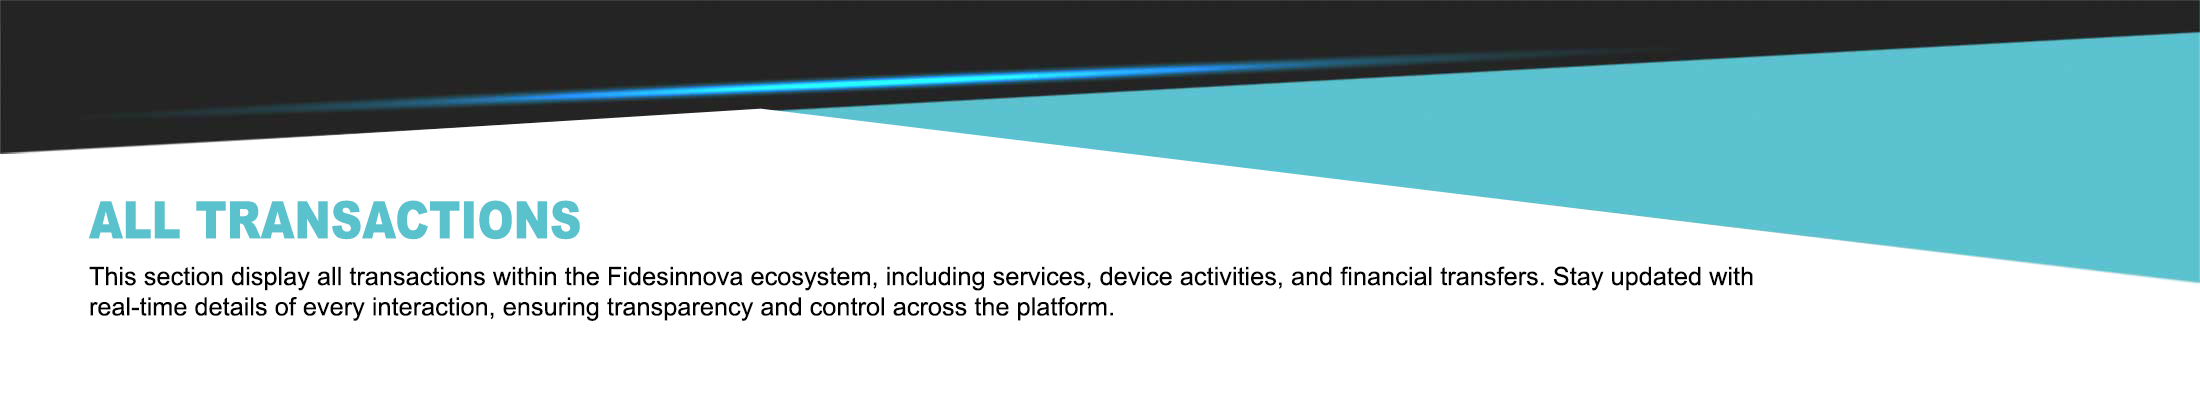 ALL TRANSACTIONS
This section display all transactions within the Fidesinnova ecosystem, including services, device activities, and financial transfers. Stay updated with
real-time details of every interaction, ensuring transparency and control across the platform.